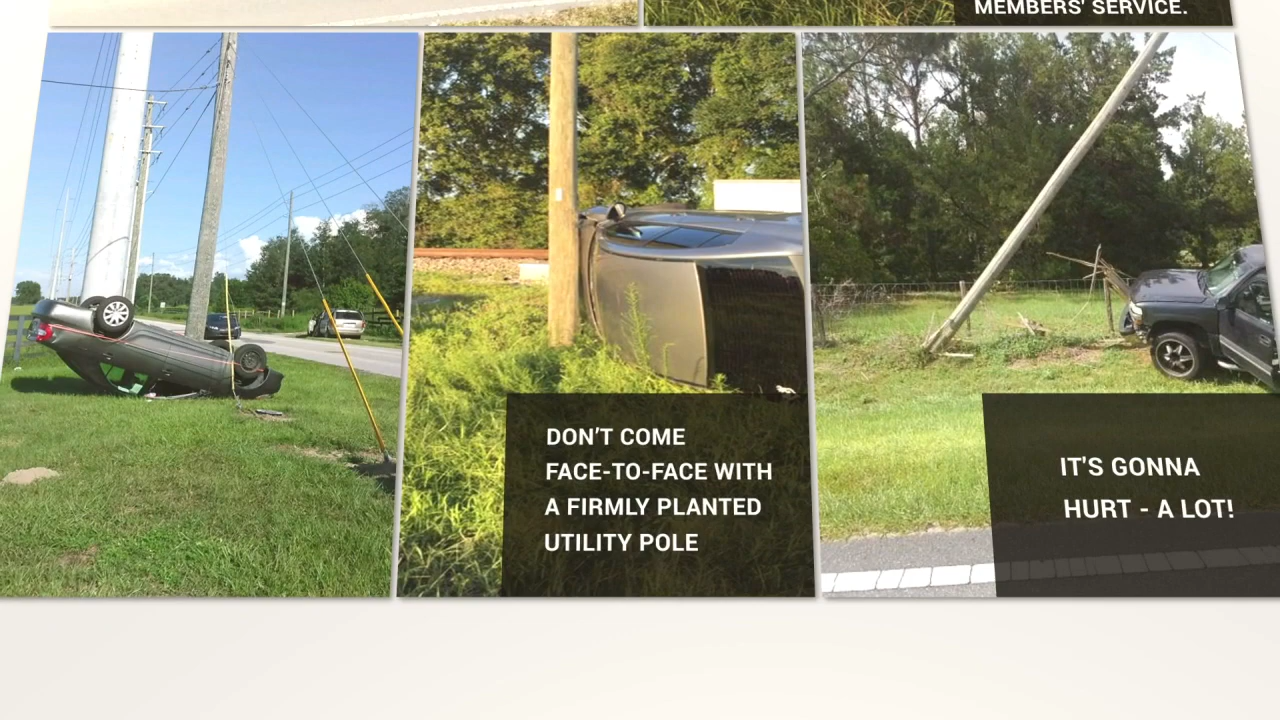 MEMBERS' SERVICE.
DON'T COME
FACE-TO-FACE WITH
A FIRMLY PLANTED
UTILITY POLE
IT'S GONNA
HURT - A LOT!